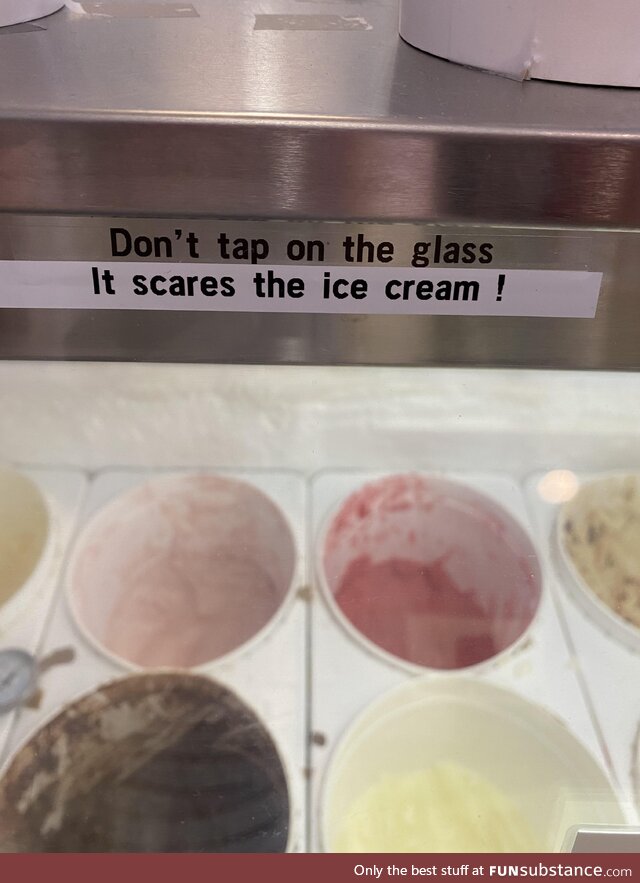 Don't tap on the glass
It scares the ice cream !
Only the best stuff at FUNsubstance.com